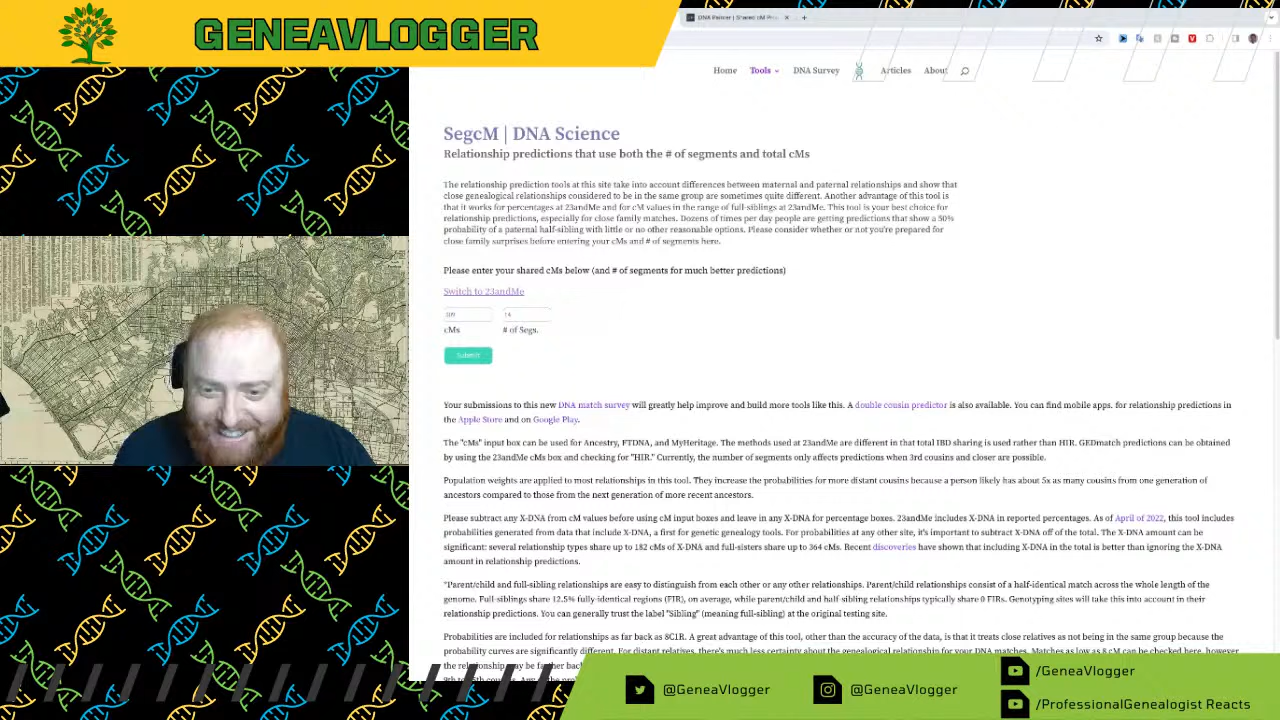 GENEAVLOGGER
DNA Painter | Shared cM Pro
Home Tools DNA Survey Articles About
SegcM | DNA Science
Relationship predictions that use both the # of segments and total cMs
The relationship prediction tools at this site take into account differences between maternal and paternal relationships and show that
close genealogical relationships considered to be in the same group are sometimes quite different. Another advantage of this tool is
that it works for percentages at 23andMe and for cM values in the range of full-siblings at 23andMe. This tool is your best choice for
relationship predictions, especially for close family matches. Dozens of times per day people are getting predictions that show a 50%
probability of a paternal half-sibling with little or no other reasonable options. Please consider whether or not you're prepared for
close family surprises before entering your cMs and # of segments here.
Please enter your shared cMs below (and # of segments for much better predictions)
Switch to 23andMe
14
cMs # of Segs.
Submit
Your submissions to this new DNA match survey will greatly help improve and build more tools like this. A double cousin predictor is also available. You can find mobile apps. for relationship predictions in
the Apple Store and on Google Play.
The "cMs" input box can be used for Ancestry, FTDNA, and MyHeritage. The methods used at 23andMe are different in that total IBD sharing is used rather than HIR. GEDmatch predictions can be obtained
by using the 23andMe cMs box and checking for "HIR." Currently, the number of segments only affects predictions when 3rd cousins and closer are possible.
Population weights are applied to most relationships in this tool. They increase the probabilities for more distant cousins because a person likely has about 5x as many cousins from one generation of
ancestors compared to those from the next generation of more recent ancestors.
Please subtract any X-DNA from cM values before using cM input boxes and leave in any X-DNA for percentage boxes. 23andMe includes X-DNA in reported percentages. As of April of 2022, this tool includes
probabilities generated from data that include X-DNA, a first for genetic genealogy tools. For probabilities at any other site, it's important to subtract X-DNA off of the total. The X-DNA amount can be
significant: several relationship types share up to 182 cMs of X-DNA and full-sisters share up to 364 cMs. Recent discoveries have shown that including X-DNA in the total is better than ignoring the X-DNA
amount in relationship predictions.
"Parent/child and full-sibling relationships are easy to distinguish from each other or any other relationships. Parent/child relationships consist of a half-identical match across the whole length of the
genome. Full-siblings share 12.5% fully-identical regions (FIR), on average, while parent/child and half-sibling relationships typically share 0 FIRs. Genotyping sites will take this into account in their
relationship predictions. You can generally trust the label "Sibling" (meaning full-sibling) at the original testing site.
Probabilities are included for relationships as far back as 8C1R. A great advantage of this tool, other than the accuracy of the data, is that it treats close relatives as not being in the same group because the
probability curves are significantly different. For distant relatives, there's much less certainty about the genealogical relationship for your DNA matches. Matches as low as 8 cM can be checked here, however
the relationship may be farther back
@GeneaVlogger @GeneaVlogger /GeneaVlogger
/ProfessionalGenealogist Reacts